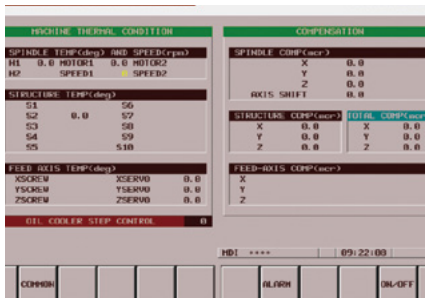 MACHINE THERMAL CONDITION
SPINDLE TEMP(deg) AND SPEED(rpm)
H1 0.0 MOTOR1 0.0 MOTOR2
H2 SPEED1 0 SPEED2
STRUCTURE TEMP(deg)
S1 S6
S2 0.0 S7
S3 S8
S4 S9
S5 S10
FEED AXIS TEMP(deg)
XSCREW XSERVO 0.0
YSCREW YSERVO 0.0
ZSCREW ZSERVO 0.0
OIL COOLER STEP CONTROL 0
COMPENSATION
SPINDLE COMP(mcr)
X 0.0
Y 0.0
Z 0.0
AXIS SHIFT 0.0
STRUCTURE COMP(mcr)
X 0.0
Y 0.0
Z 0.0
TOTAL COMP(mcr
X 0.0
Y 0.0
Z 0.0
FEED-AXIS COMP(mcr)
X
Y
Z
MDI **** 09:22:08
COMMON ALARM ON/OFF